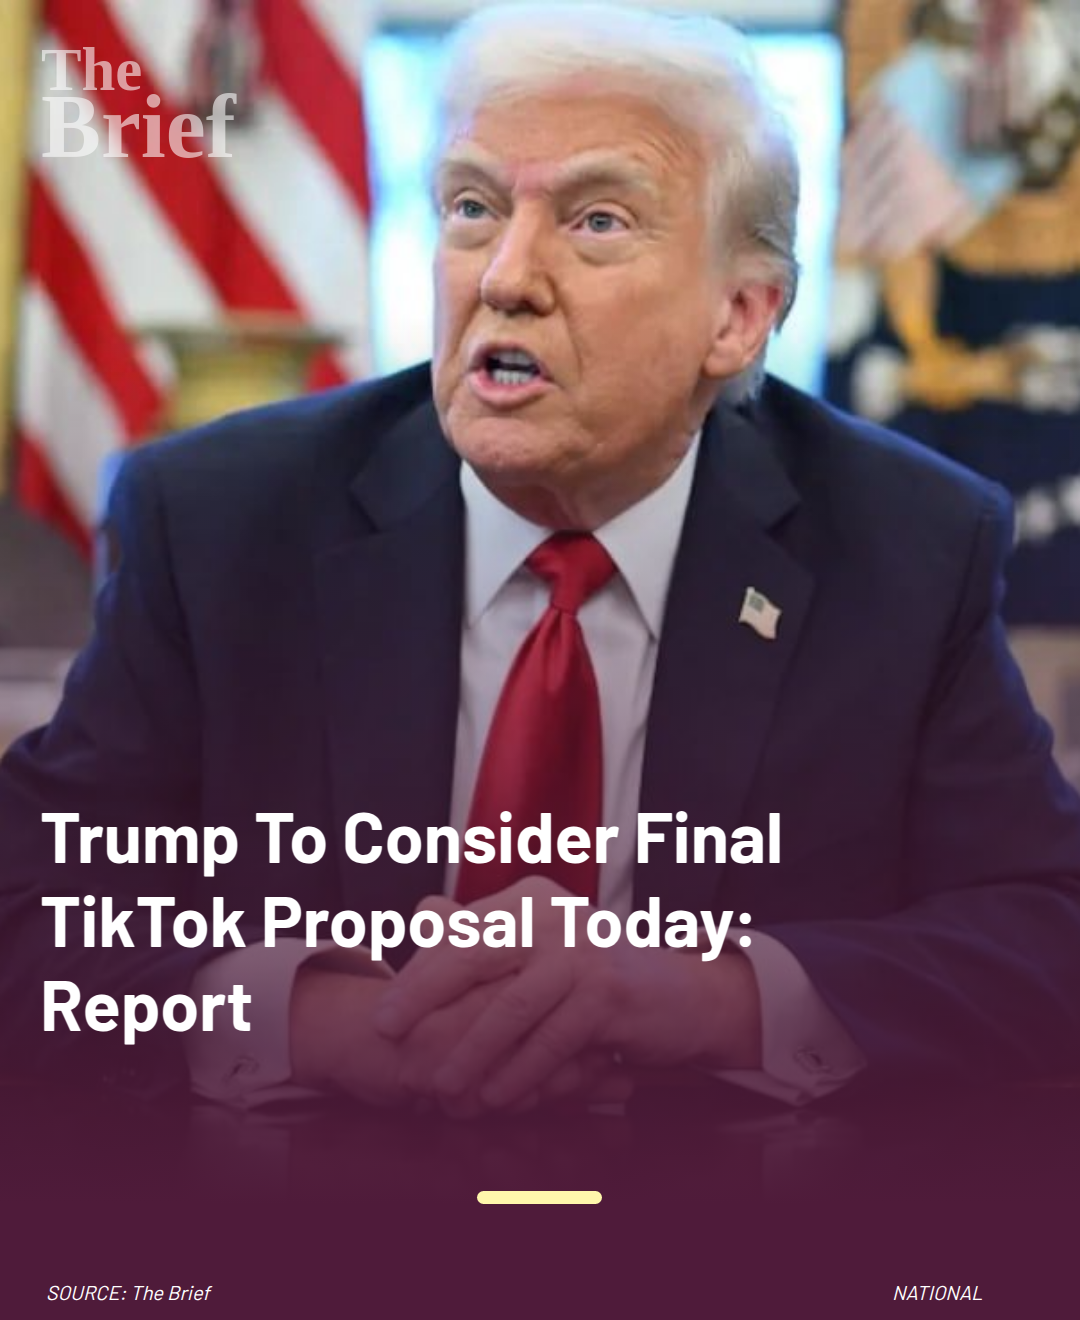 The
Brief
Trump To Consider Final
TikTok Proposal Today:
Report
SOURCE: The Brief
NATIONAL